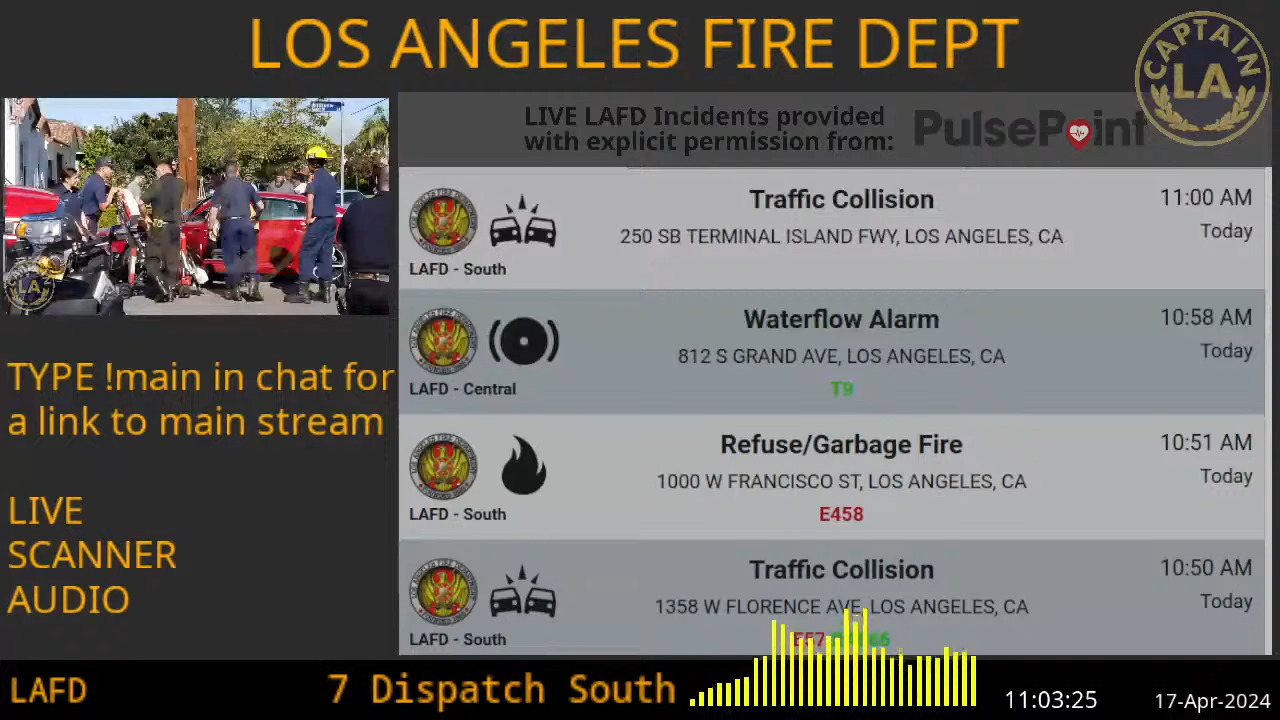 LOS ANGELES FIRE DEPT
CAPTAIN
LA
LIVE LAFD Incidents provided
with explicit permission from:
PulsePoint
Traffic Collision
11:00 AM
250 SB TERMINAL ISLAND FWY, LOS ANGELES, CA
Today
LAFD - South
Waterflow Alarm
10:58 AM
812 S GRAND AVE, LOS ANGELES, CA
Today
T9
LAFD - Central
Refuse/Garbage Fire
10:51 AM
1000 W FRANCISCO ST, LOS ANGELES, CA
Today
E458
LAFD - South
Traffic Collision
10:50 AM
1358 W FLORENCE AVE, LOS ANGELES, CA
Today
LAFD - South
TYPE !main in chat for
a link to main stream
LIVE
SCANNER
AUDIO
LAFD
7 Dispatch South
11:03:25
17-Apr-2024